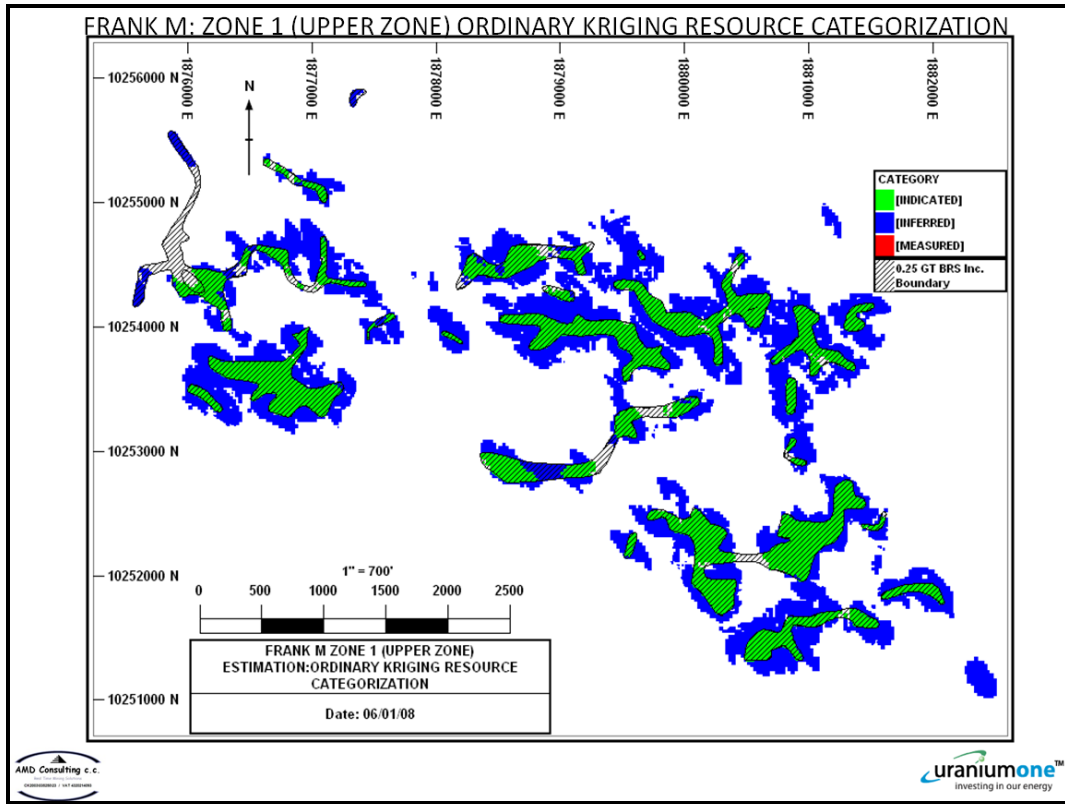 FRANK M: ZONE 1 (UPPER ZONE) ORDINARY KRIGING RESOURCE CATEGORIZATION
1876000 E
1877000 E
1878000 E
1879000 E
1880000 E
1881000 E
1882000 E
10256000 N
N
10255000 N
CATEGORY
[INDICATED]
[INFERRED]
[MEASURED]
0.25 GT BRS Inc.
Boundary
10254000 N
10253000 N
10252000 N
1" = 700'
0 500 1000 1500 2000 2500
FRANK M ZONE 1 (UPPER ZONE)
ESTIMATION:ORDINARY KRIGING RESOURCE
CATEGORIZATION
10251000 N
Date: 06/01/08
AMD Consulting c.c.
uraniumone™
investing in our energy